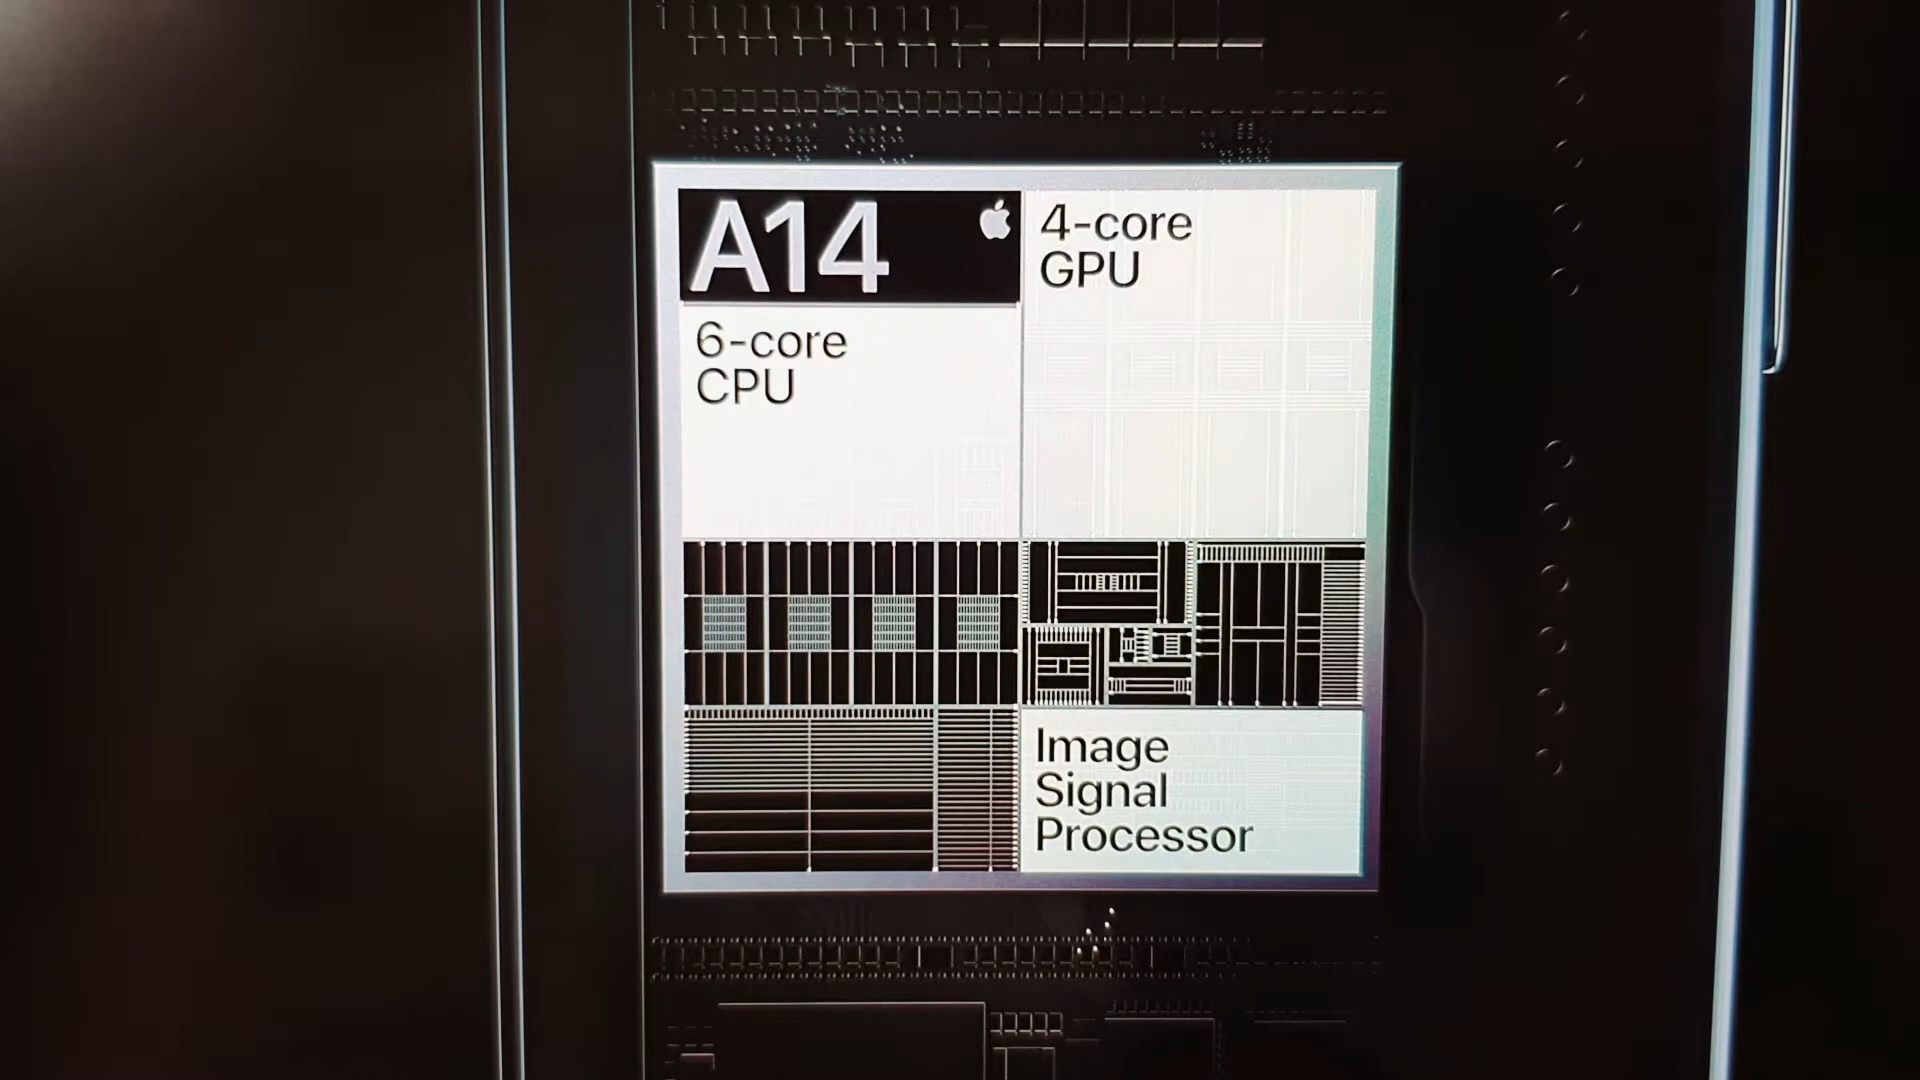 A14
6-core
CPU
4-core
GPU
Image
Signal
Processor